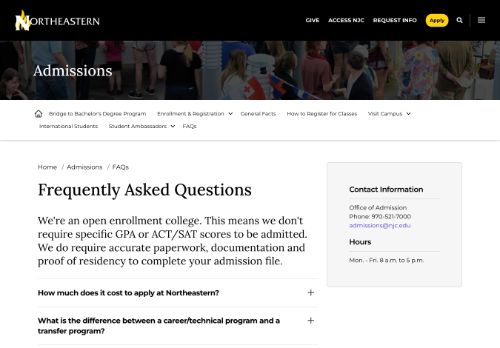 NORTHEASTERN
GIVE ACCESS NJC REQUEST INFO Apply
Admissions
Bridge to Bachelor's Degree Program Enrollment & Registration General Facts How to Register for Classes Visit Campus
International Students Student Ambassadors FAQs
Home / Admissions / FAQs
Frequently Asked Questions
We're an open enrollment college. This means we don't
require specific GPA or ACT/SAT scores to be admitted.
We do require accurate paperwork, documentation and
proof of residency to complete your admission file.
How much does it cost to apply at Northeastern?
What is the difference between a career/technical program and a
transfer program?
Contact Information
Office of Admission
Phone: 970-521-7000
admissions@njc.edu
Hours
Mon. - Fri. 8 a.m. to 5 p.m.